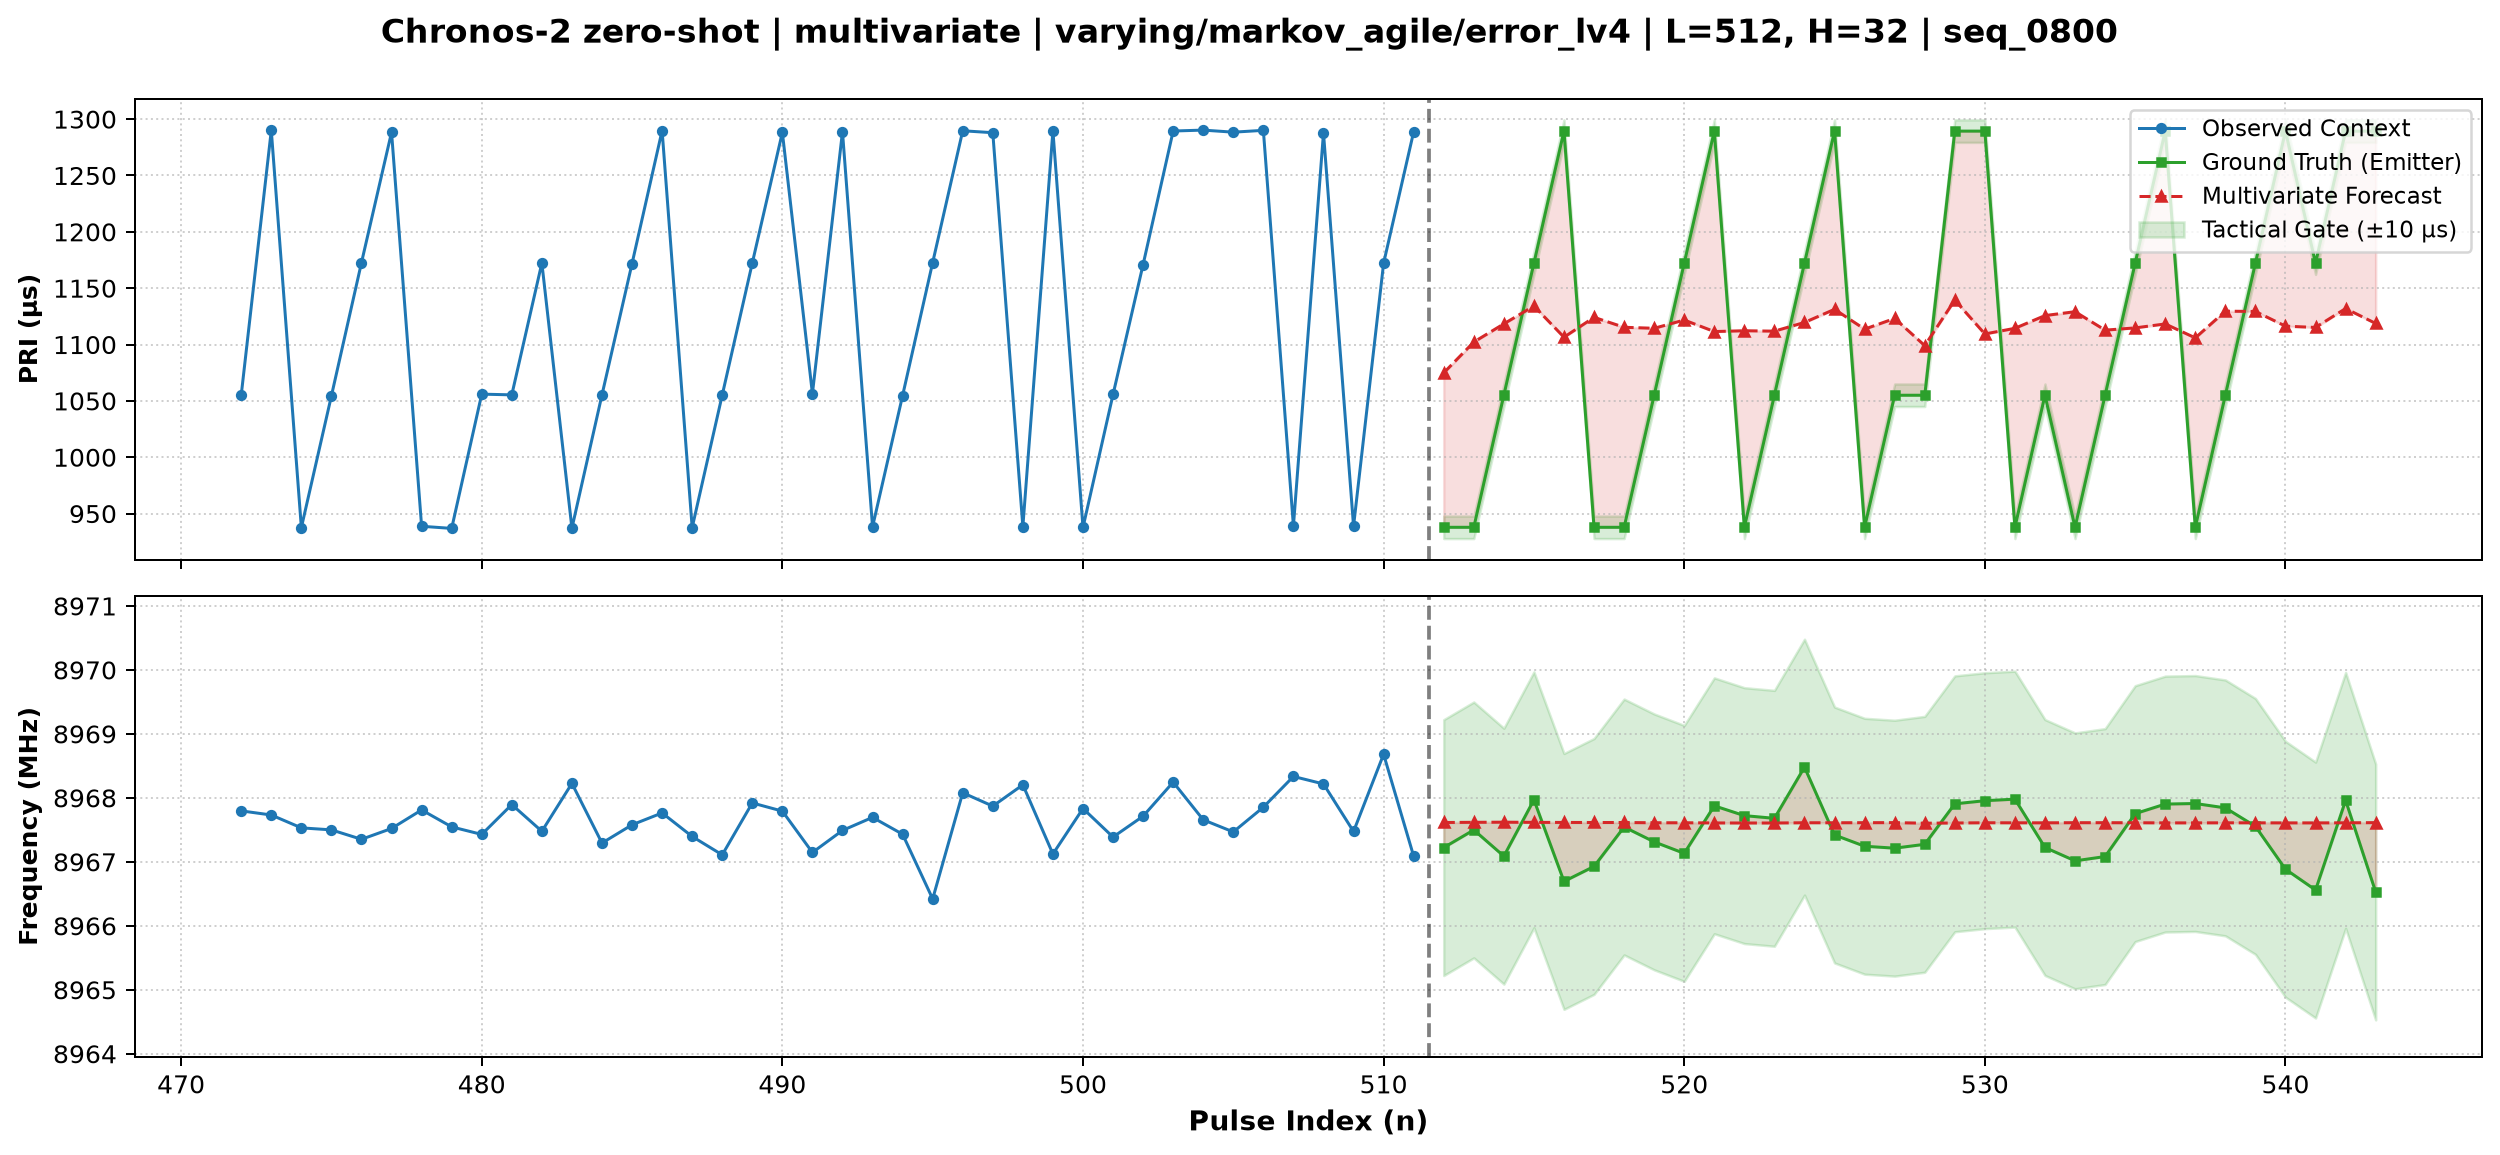 Chronos-2 zero-shot | multivariate | varying/markov_agile/error_lv4 | L=512, H=32 | seq_0800
1300
1250
1200
1150
1100
1050
1000
950
PRI (µs)
Observed Context
Ground Truth (Emitter)
Multivariate Forecast
Tactical Gate (±10 µs)
8971
8970
8969
8968
8967
8966
8965
8964
Frequency (MHz)
470 480 490 500 510 520 530 540
Pulse Index (n)